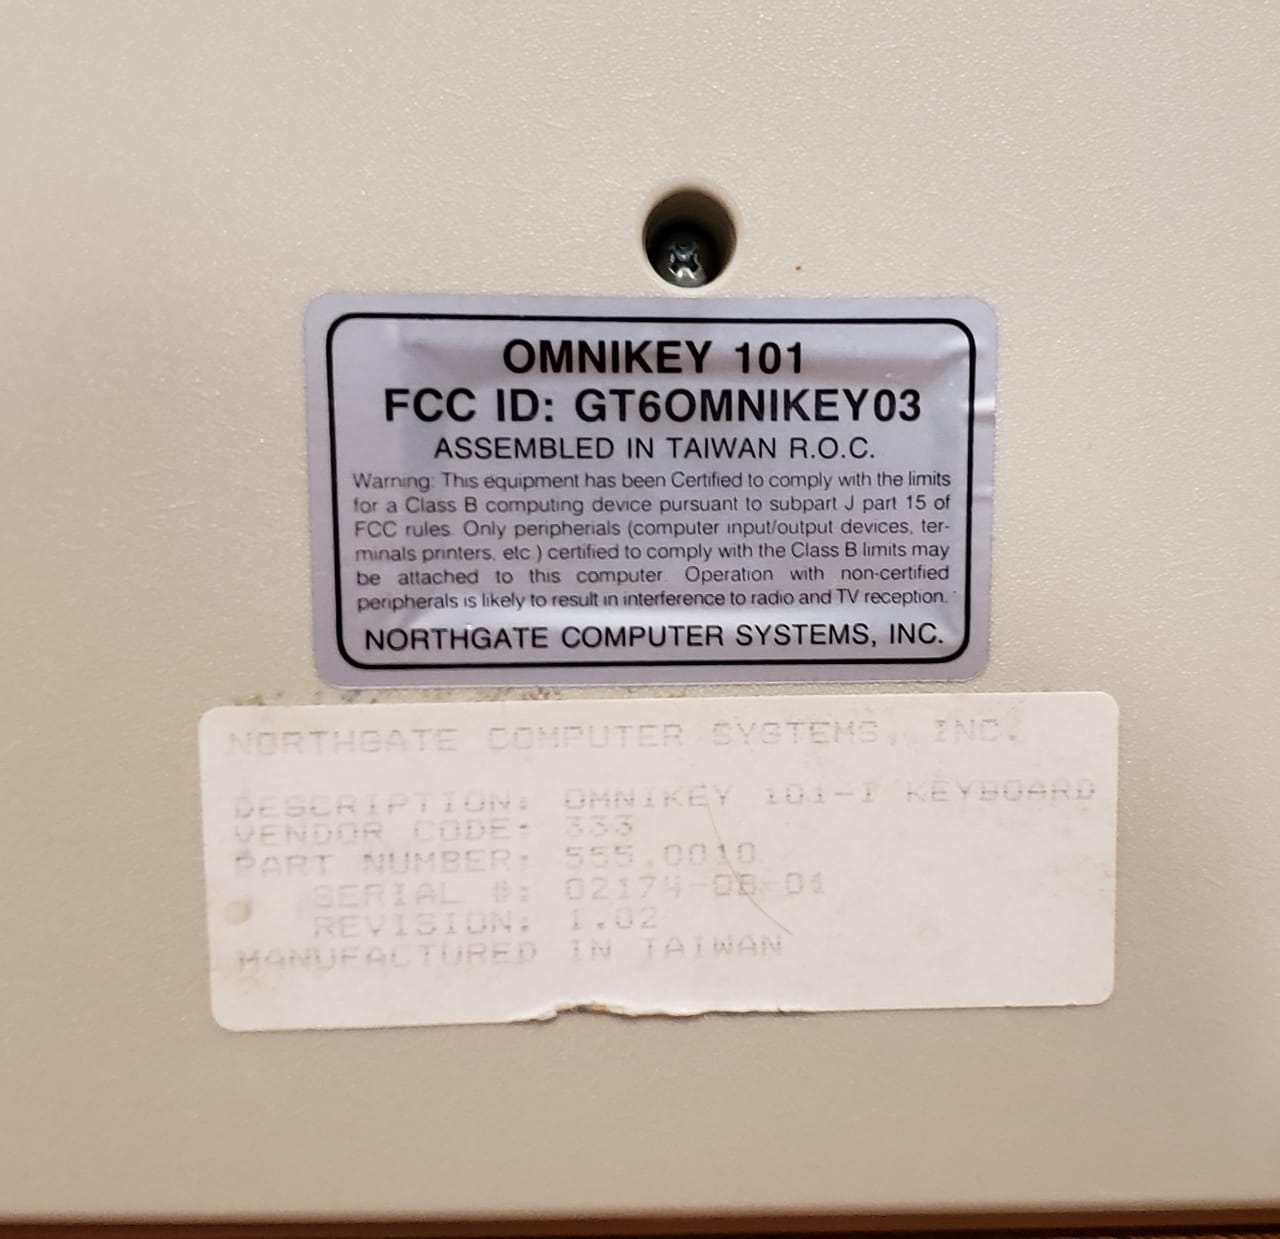 OMNIKEY 101
FCC ID: GT6OMNIKEY03
ASSEMBLED IN TAIWAN R.O.C.
Warning: This equipment has been Certified to comply with the limits
for a Class B computing device pursuant to subpart J part 15 of
FCC rules. Only peripherials (computer input/output devices, ter-
minals printers, etc.) certified to comply with the Class B limits may
be attached to this computer. Operation with non-certified
peripherals is likely to result in interference to radio and TV reception.
NORTHGATE COMPUTER SYSTEMS, INC.
NORTHGATE COMPUTER SYSTEMS, INC.
DESCRIPTION: OMNIKEY 101-I KEYBOARD
VENDOR CODE: 333
PART NUMBER: 555.0010
SERIAL #: 02174-08-01
REVISION: 1.02
MANUFACTURED IN TAIWAN